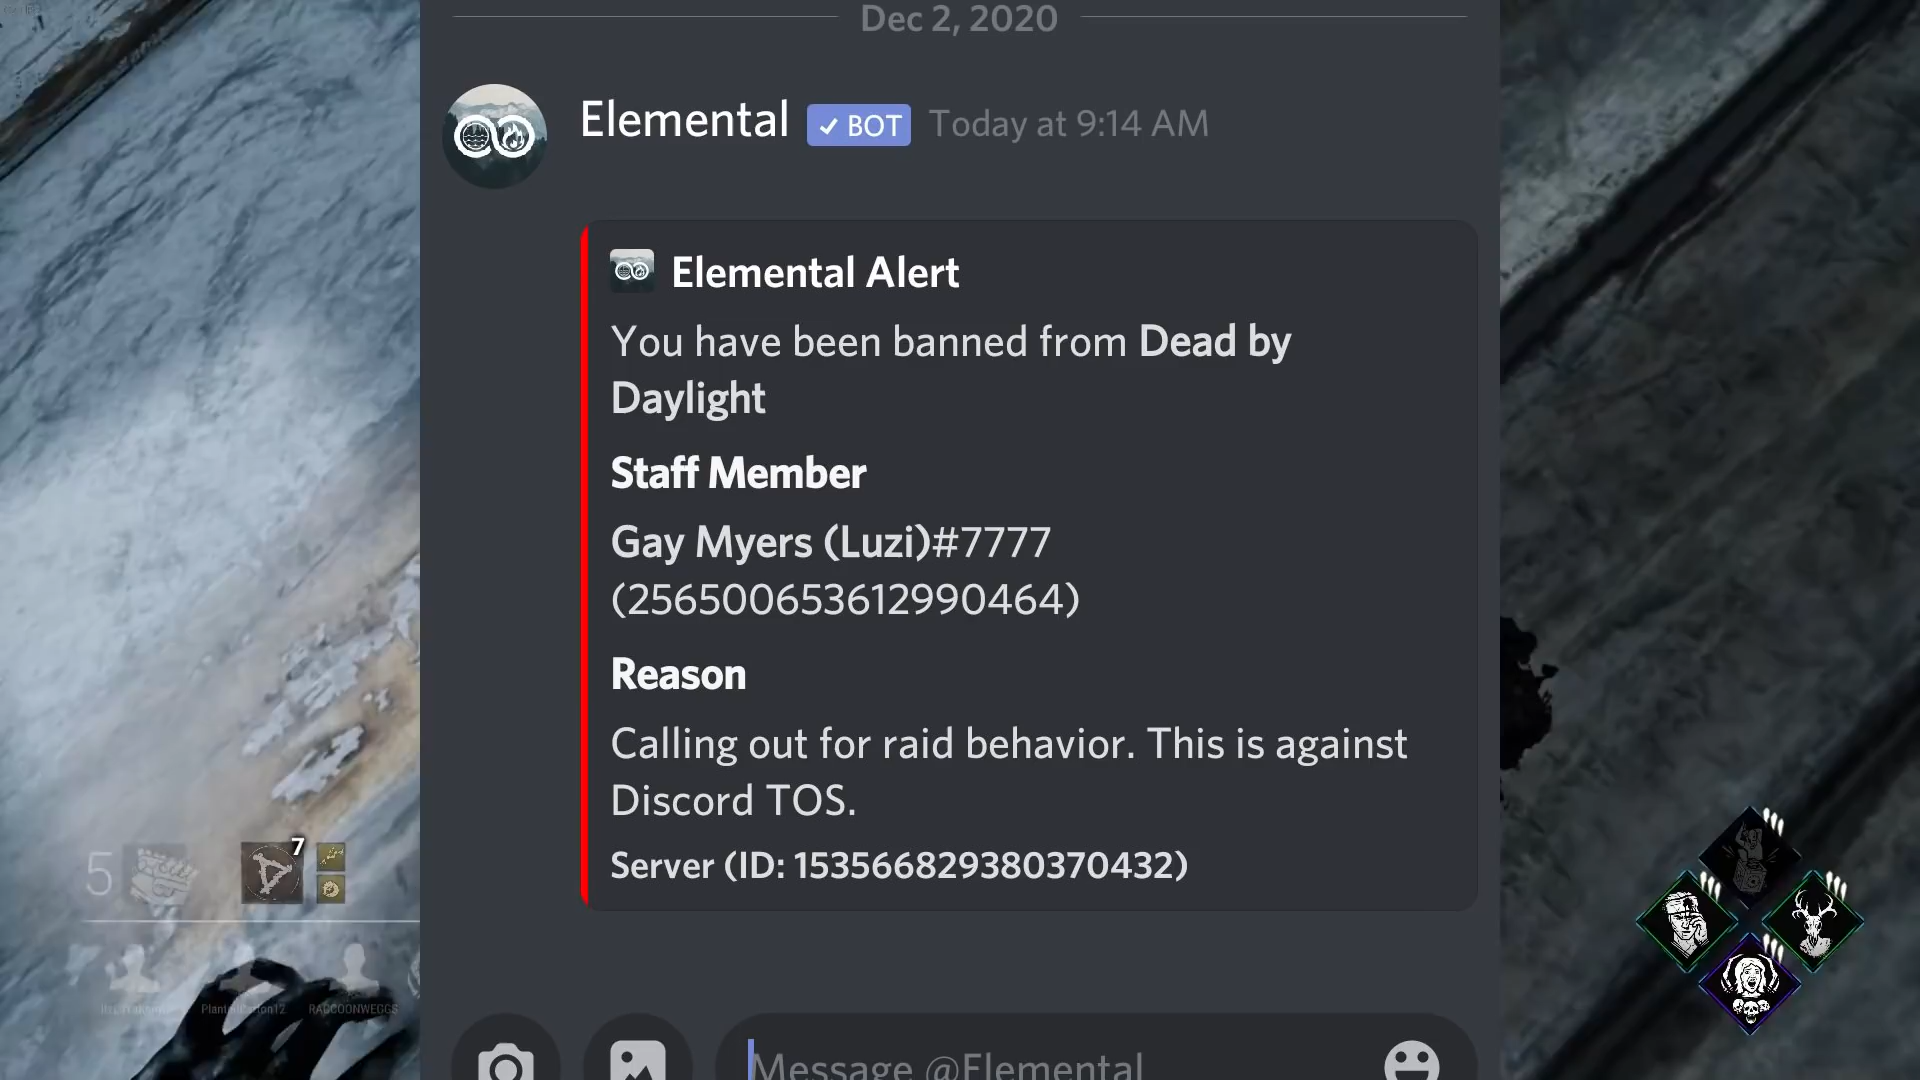 Dec 2, 2020
Elemental ✓ BOT Today at 9:14 AM
Elemental Alert
You have been banned from Dead by
Daylight
Staff Member
Gay Myers (Luzi)#7777
(256500653612990464)
Reason
Calling out for raid behavior. This is against
Discord TOS.
Server (ID: 153566829380370432)
5
7
RACCOONWEGGS
Message @Elemental